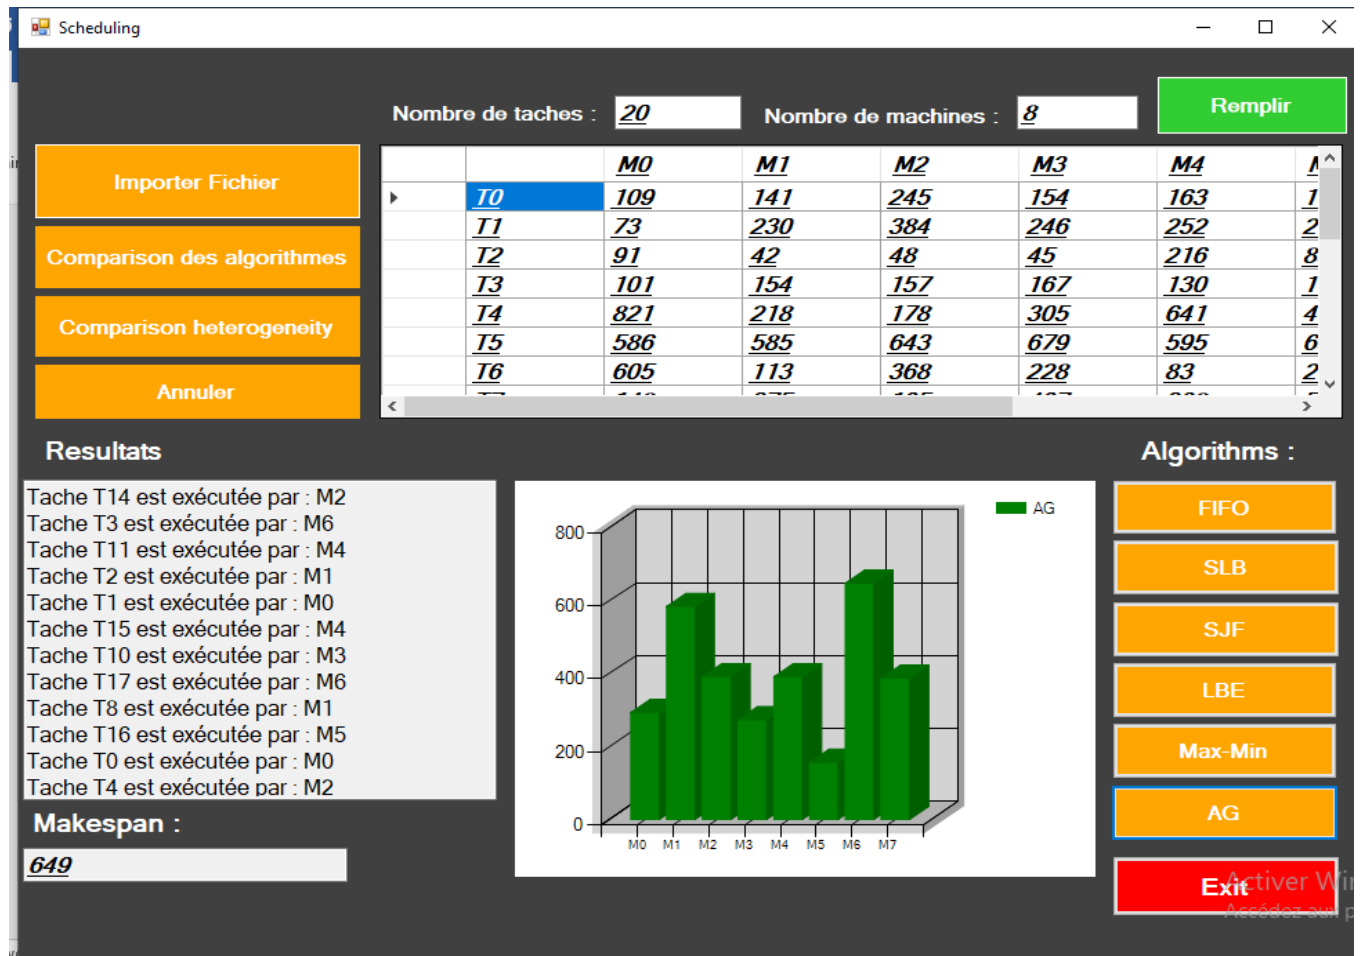 Scheduling
Nombre de taches : 20 Nombre de machines : 8 Remplir
Importer Fichier
Comparison des algorithmes
Comparison heterogeneity
Annuler
M0 M1 M2 M3 M4
T0 109 141 245 154 163
T1 73 230 384 246 252
T2 91 42 48 45 216
T3 101 154 157 167 130
T4 821 218 178 305 641
T5 586 585 643 679 595
T6 605 113 368 228 83
Resultats
Tache T14 est exécutée par : M2
Tache T3 est exécutée par : M6
Tache T11 est exécutée par : M4
Tache T2 est exécutée par : M1
Tache T1 est exécutée par : M0
Tache T15 est exécutée par : M4
Tache T10 est exécutée par : M3
Tache T17 est exécutée par : M6
Tache T8 est exécutée par : M1
Tache T16 est exécutée par : M5
Tache T0 est exécutée par : M0
Tache T4 est exécutée par : M2
Makespan :
649
AG
800
600
400
200
0
M0 M1 M2 M3 M4 M5 M6 M7
Algorithms :
FIFO
SLB
SJF
LBE
Max-Min
AG
Exit
Activer Win
Accédez aux p